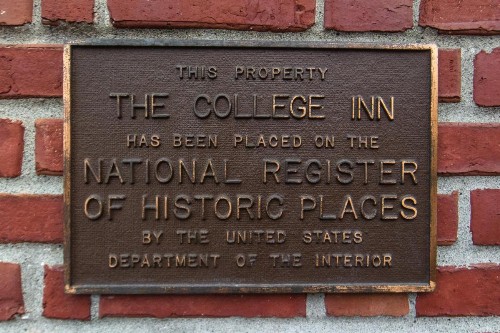 THIS PROPERTY
THE COLLEGE INN
HAS BEEN PLACED ON THE
NATIONAL REGISTER
OF HISTORIC PLACES
BY THE UNITED STATES
DEPARTMENT OF THE INTERIOR